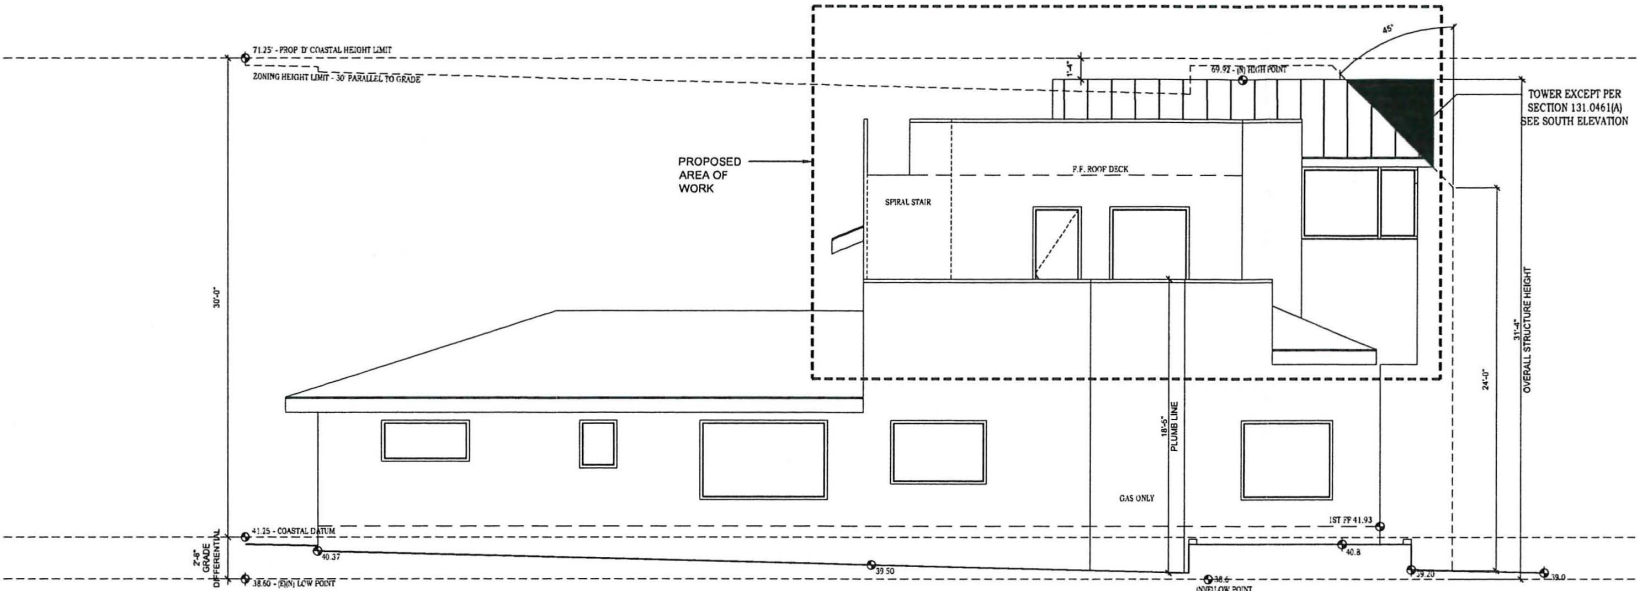 71.25' - PROP 'D' COASTAL HEIGHT LIMIT
ZONING HEIGHT LIMIT - 30' PARALLEL TO GRADE
45°
1'-4"
69.92 - (N) HIGH POINT
TOWER EXCEPT PER
SECTION 131.0461(A)
SEE SOUTH ELEVATION
PROPOSED
AREA OF
WORK
F.F. ROOF DECK
SPIRAL STAIR
30'-0"
31'-4"
OVERALL STRUCTURE HEIGHT
24'-0"
18'-6"
PLUMB LINE
GAS ONLY
1ST FF 41.93
41.25 - COASTAL DATUM
2'-8"
GRADE
DIFFERENTIAL
40.37
39.50
40.8
39.20
39.0
38.60 - LOW POINT
38.6
LOW POINT